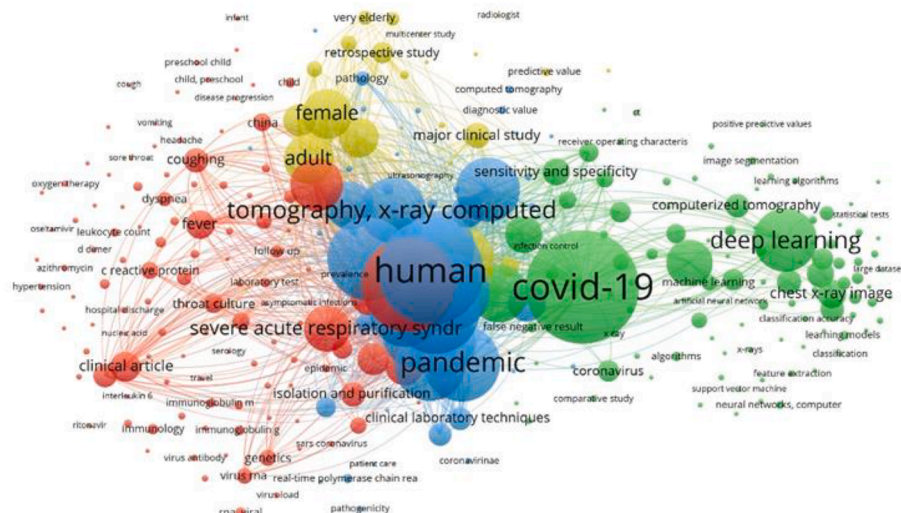 infant
very elderly
radiologist
multicenter study
retrospective study
preschool child
child, preschool
cough
child
pathology
predictive value
computed tomography
disease progression
diagnostic value
female
ct
vomiting
china
major clinical study
positive predictive values
headache
receiver operating characteris
sore throat
coughing
adult
image segmentation
ultrasonography
sensitivity and specificity
oxygen therapy
learning algorithms
dyspnea
computerized tomography
tomography, x-ray computed
statistical tests
oseltamivir
leukocyte count
fever
d dimer
follow up
infection control
deep learning
azithromycin
c reactive protein
prevalence
human
large datase
hypertension
laboratory test
covid-19
machine learning
chest x-ray image
hospital discharge
throat culture
asymptomatic infections
artificial neural network
nucleic acid
severe acute respiratory syndr
false negative result
x ray
classification accuracy
learning models
serology
clinical article
epidemic
pandemic
coronavirus
algorithms
x-rays
classification
travel
feature extraction
interleukin 6
isolation and purification
comparative study
support vector machine
immunoglobulin m
neural networks, computer
ritonavir
immunology
immunoglobulin g
clinical laboratory techniques
sars coronavirus
virus antibody
genetics
patient care
coronavirinae
virus rna
real-time polymerase chain rea
virus load
pathogenicity